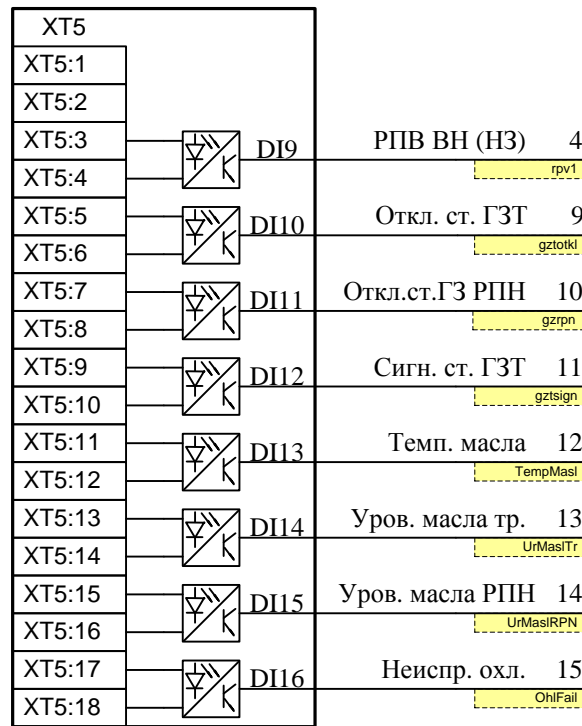 XT5
XT5:1
XT5:2
XT5:3
DI9 РПВ ВН (НЗ) 4
XT5:4
rpv1
XT5:5
DI10 Откл. ст. ГЗТ 9
XT5:6
gztotkl
XT5:7
DI11 Откл.ст.ГЗ РПН 10
XT5:8
gzrpn
XT5:9
DI12 Сигн. ст. ГЗТ 11
XT5:10
gztsign
XT5:11
DI13 Темп. масла 12
XT5:12
TempMasl
XT5:13
DI14 Уров. масла тр. 13
XT5:14
UrMaslTr
XT5:15
DI15 Уров. масла РПН 14
XT5:16
UrMaslRPN
XT5:17
DI16 Неиспр. охл. 15
XT5:18
OhlFail